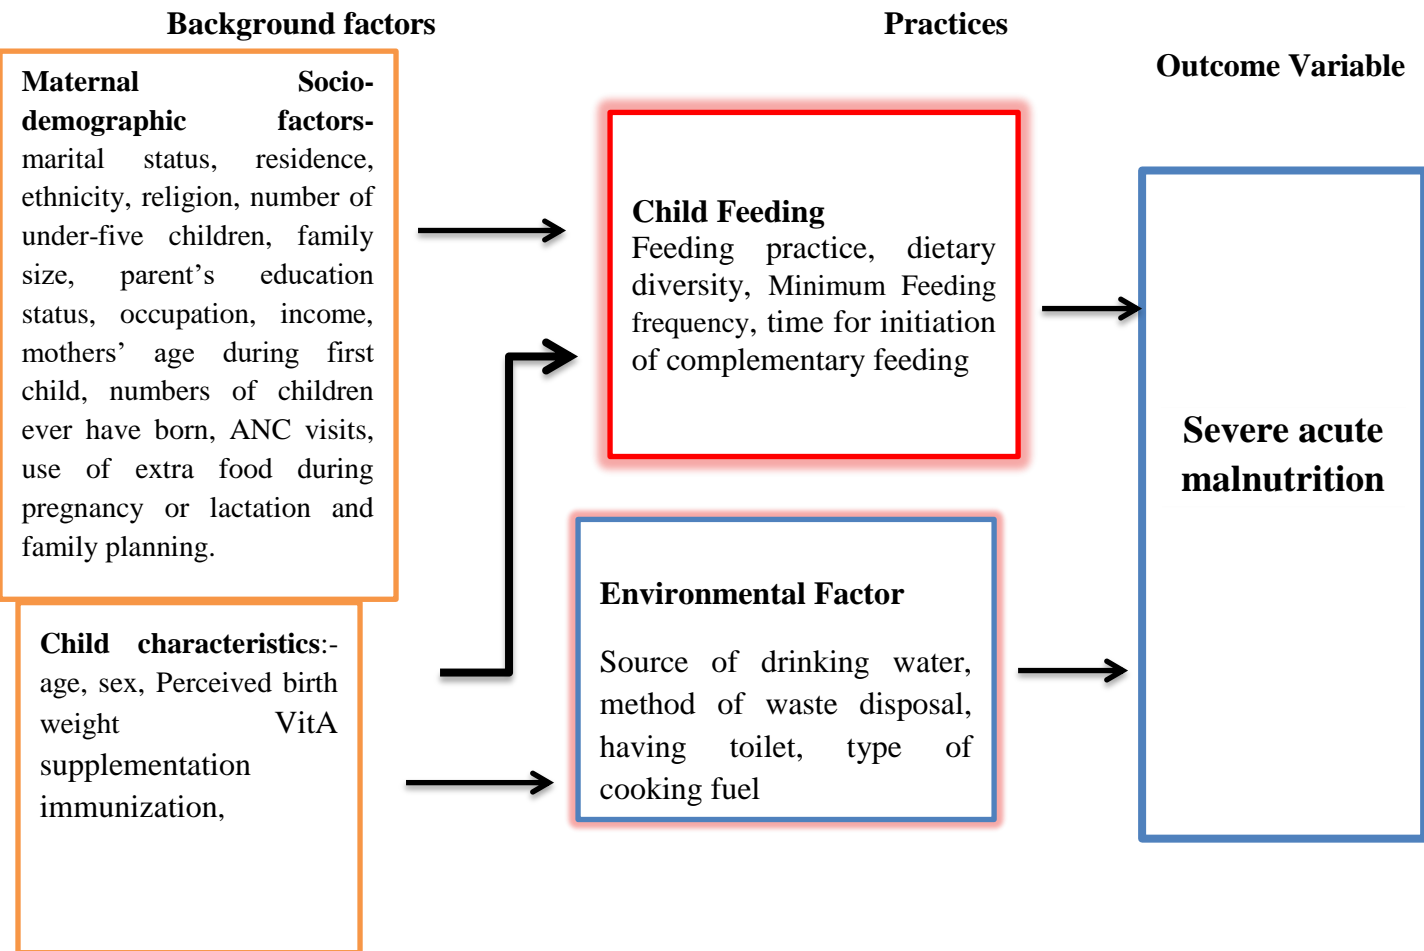 Background factors
Practices
Outcome Variable
Maternal Socio-
demographic factors-
marital status, residence,
ethnicity, religion, number of
under-five children, family
size, parent’s education
status, occupation, income,
mothers’ age during first
child, numbers of children
ever have born, ANC visits,
use of extra food during
pregnancy or lactation and
family planning.
Child characteristics:-
age, sex, Perceived birth
weight VitA
supplementation
immunization,
Child Feeding
Feeding practice, dietary
diversity, Minimum Feeding
frequency, time for initiation
of complementary feeding
Environmental Factor
Source of drinking water,
method of waste disposal,
having toilet, type of
cooking fuel
Severe acute
malnutrition